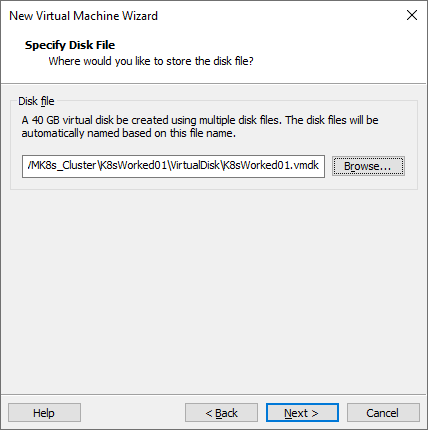 New Virtual Machine Wizard
Specify Disk File
Where would you like to store the disk file?
Disk file
A 40 GB virtual disk be created using multiple disk files. The disk files will be
automatically named based on this file name.
/MK8s_Cluster\K8sWorked01\VirtualDisk\K8sWorked01.vmdk
Browse...
Help
< Back
Next >
Cancel